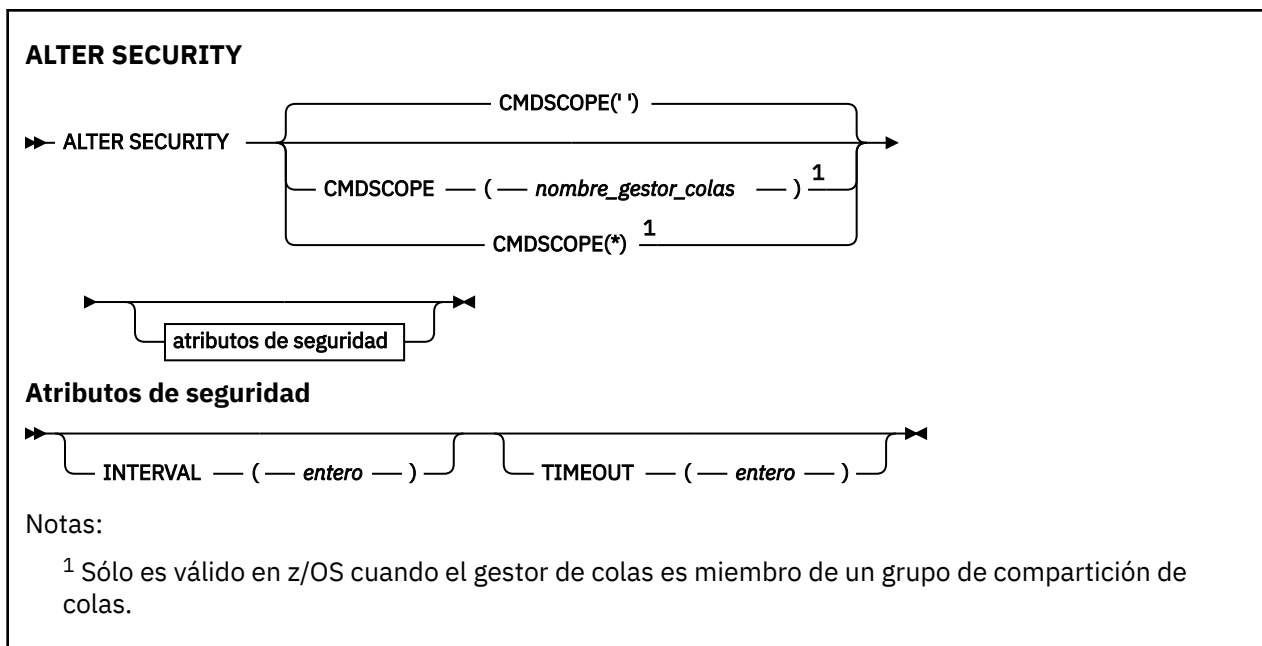 ALTER SECURITY
CMDSCOPE(' ')
ALTER SECURITY
CMDSCOPE ( nombre_gestor_colas ) 1
CMDSCOPE(*) 1
atributos de seguridad
Atributos de seguridad
INTERVAL ( entero ) TIMEOUT ( entero )
Notas:
1 Sólo es válido en z/OS cuando el gestor de colas es miembro de un grupo de compartición de
colas.